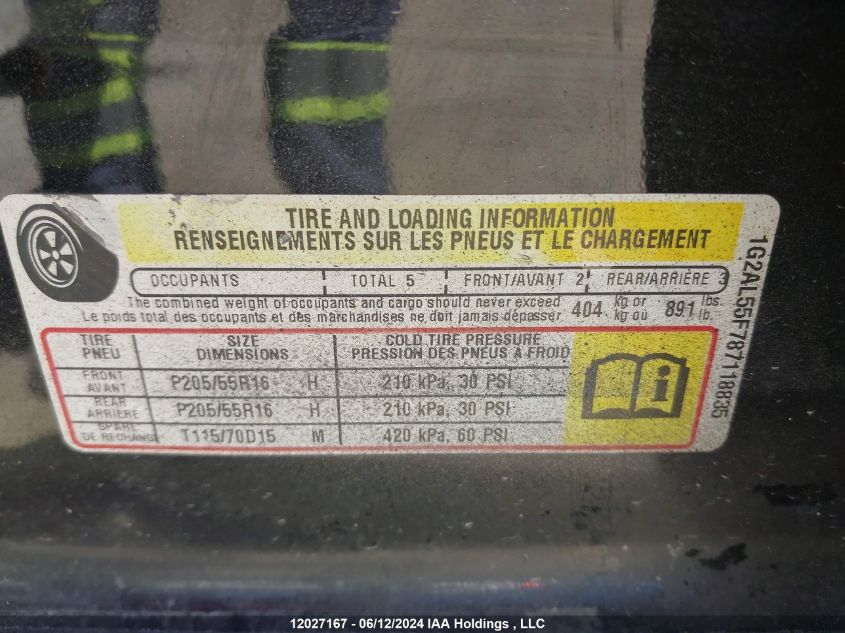 TIRE AND LOADING INFORMATION
RENSEIGNEMENTS SUR LES PNEUS ET LE CHARGEMENT
OCCUPANTS TOTAL 5 FRONT/AVANT 2 REAR/ARRIÈRE 3
The combined weight of occupants and cargo should never exceed 404 kg or 891 lbs.
Le poids total des occupants et des marchandises ne doit jamais dépasser kg ou lb.
TIRE SIZE COLD TIRE PRESSURE
PNEU DIMENSIONS PRESSION DES PNEUS A FROID
FRONT
AVANT P205/55R16 H 210 kPa, 30 PSI
REAR
ARRIERE P205/55R16 H 210 kPa, 30 PSI
SPARE
DE RECHANG T115/70D15 M 420 kPa, 60 PSI
1G2AL55F787118835
12027167 - 06/12/2024 IAA Holdings , LLC